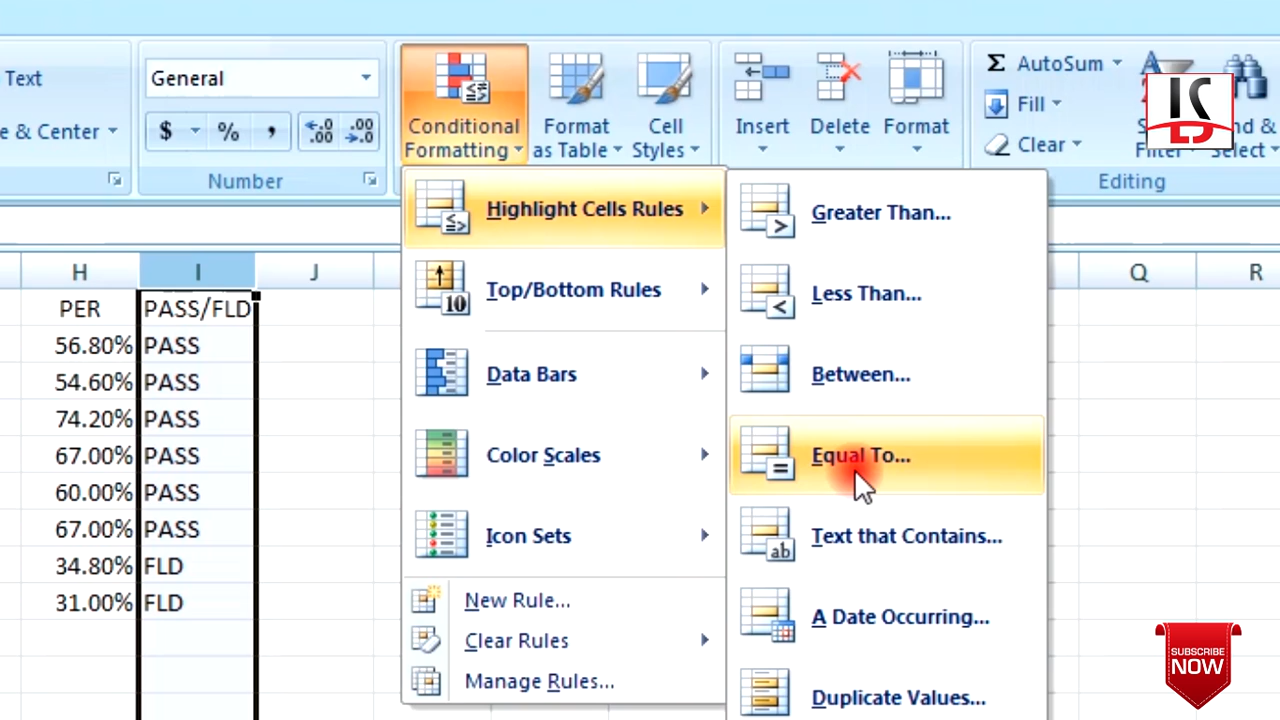 Text
General
AutoSum
e & Center
$ % ,
.00
.00
Fill
Clear
Conditional Formatting
Format as Table
Cell Styles
Insert
Delete
Format
Filter
Select
Number
Editing
H I J Q R
PER PASS/FLD
56.80% PASS
54.60% PASS
74.20% PASS
67.00% PASS
60.00% PASS
67.00% PASS
34.80% FLD
31.00% FLD
Highlight Cells Rules
Top/Bottom Rules
Data Bars
Color Scales
Icon Sets
New Rule...
Clear Rules
Manage Rules...
Greater Than...
Less Than...
Between...
Equal To...
Text that Contains...
A Date Occurring...
Duplicate Values...
SUBSCRIBE
NOW